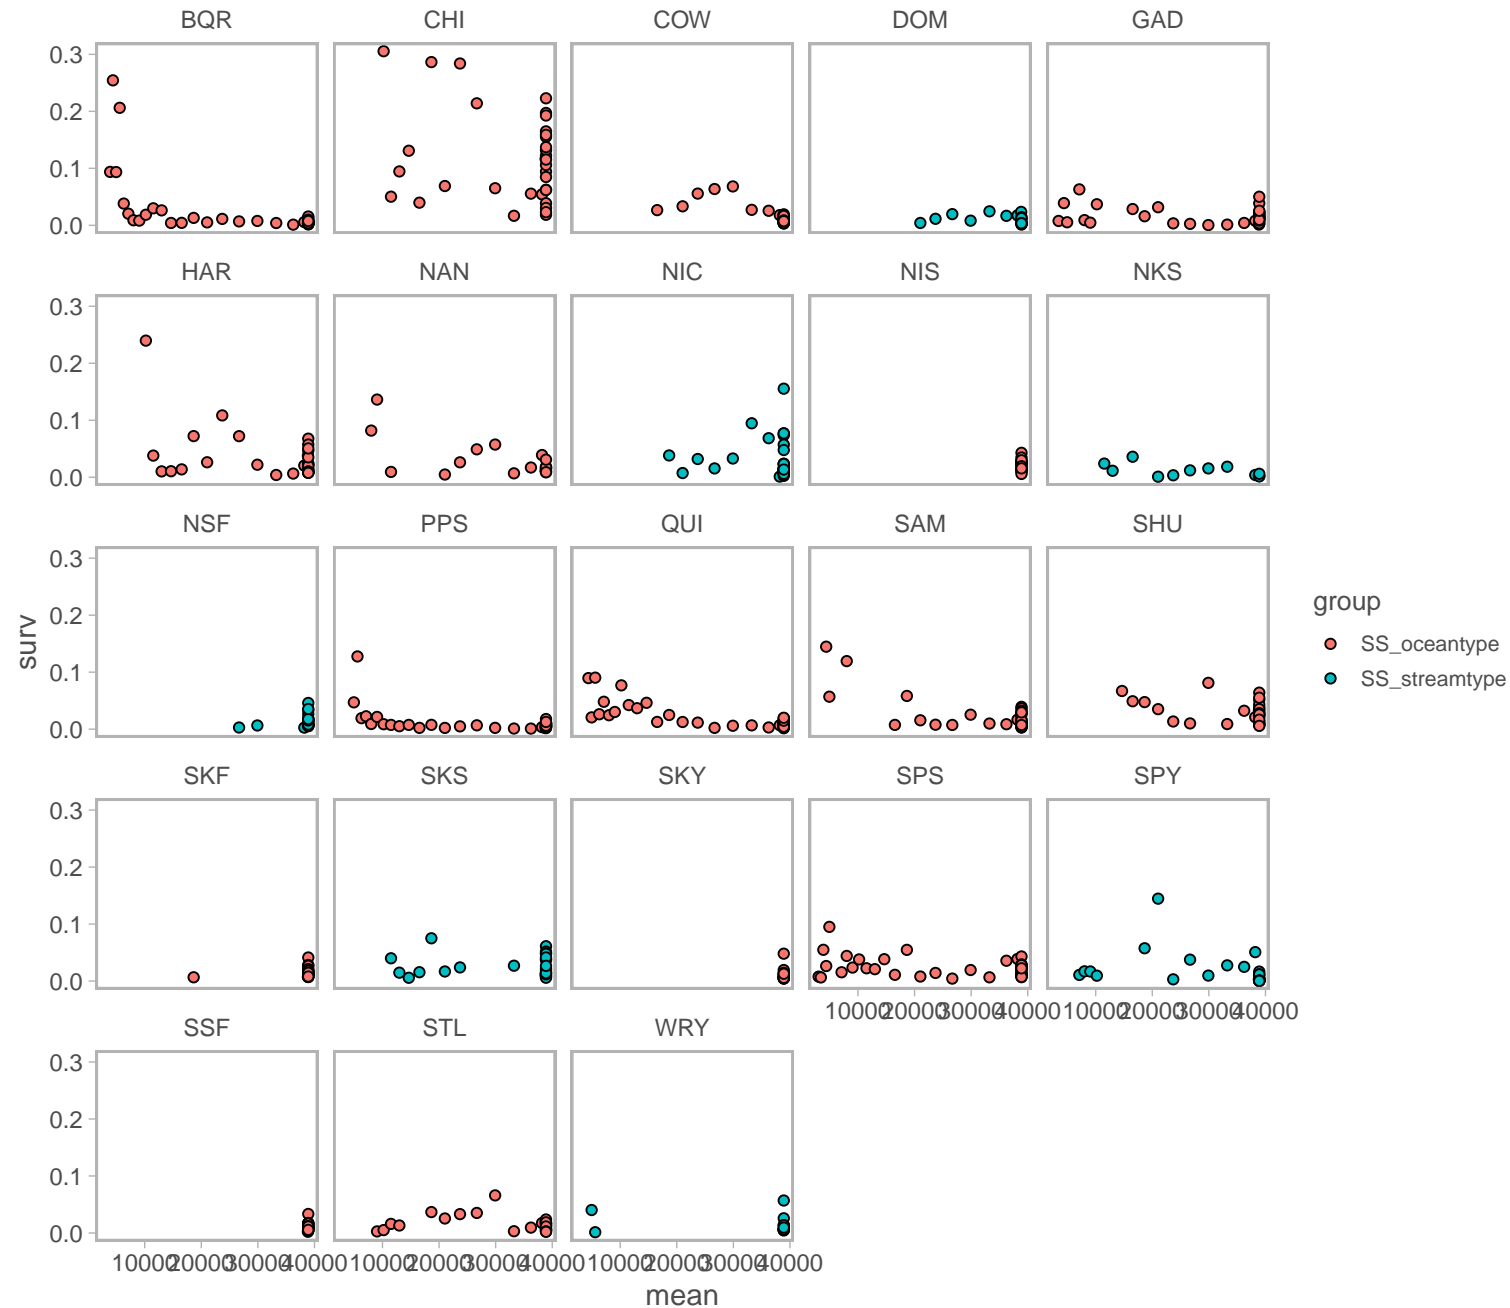 BQR CHI COW DOM GAD
0.3
0.2
0.1
0.0
HAR NAN NIC NIS NKS
0.3
0.2
0.1
0.0
NSF PPS QUI SAM SHU
0.3
0.2
0.1
0.0
surv
group
SS_oceantype
SS_streamtype
SKF SKS SKY SPS SPY
0.3
0.2
0.1
0.0
10000 20000 30000 40000 10000 20000 30000 40000
SSF STL WRY
0.3
0.2
0.1
0.0
10000 20000 30000 40000 10000 20000 30000 40000 10000 20000 30000 40000
mean